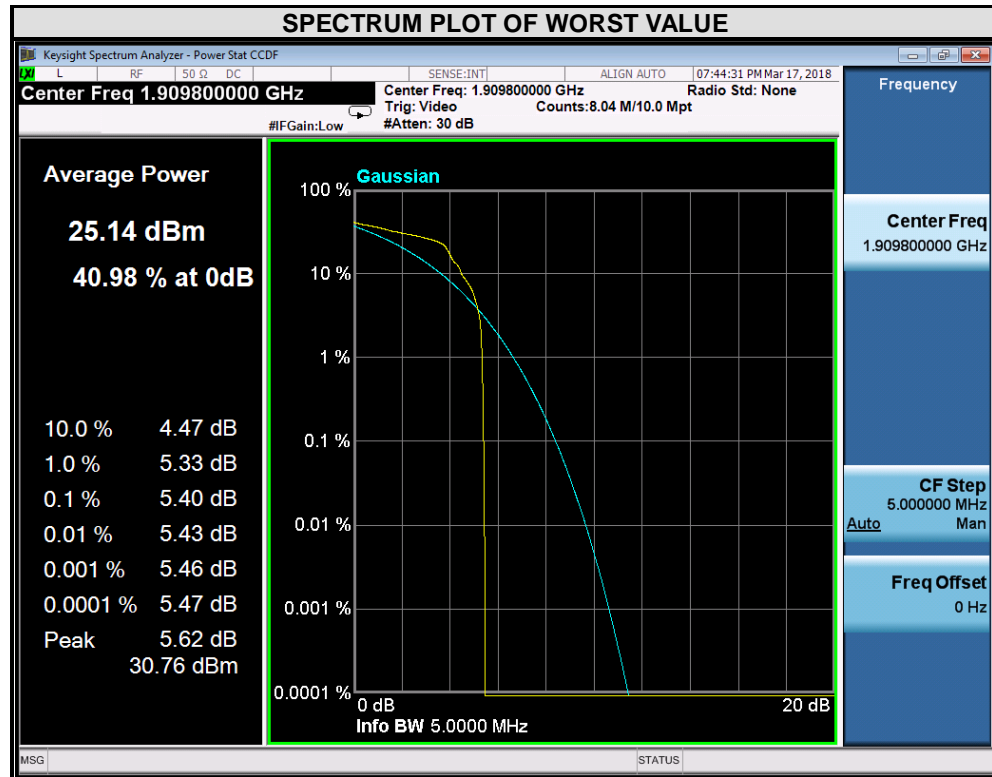 SPECTRUM PLOT OF WORST VALUE
Keysight Spectrum Analyzer - Power Stat CCDF
LXI L RF 50 Ω DC SENSE:INT ALIGN AUTO 07:44:31 PM Mar 17, 2018
Center Freq 1.909800000 GHz
#IFGain:Low
Center Freq: 1.909800000 GHz Radio Std: None
Trig: Video Counts:8.04 M/10.0 Mpt
#Atten: 30 dB
Average Power
25.14 dBm
40.98 % at 0dB
10.0 % 4.47 dB
1.0 % 5.33 dB
0.1 % 5.40 dB
0.01 % 5.43 dB
0.001 % 5.46 dB
0.0001 % 5.47 dB
Peak 5.62 dB
30.76 dBm
Gaussian
100 %
10 %
1 %
0.1 %
0.01 %
0.001 %
0.0001 %
0 dB 20 dB
Info BW 5.0000 MHz
Frequency
Center Freq
1.909800000 GHz
CF Step
5.000000 MHz
Auto Man
Freq Offset
0 Hz
MSG STATUS